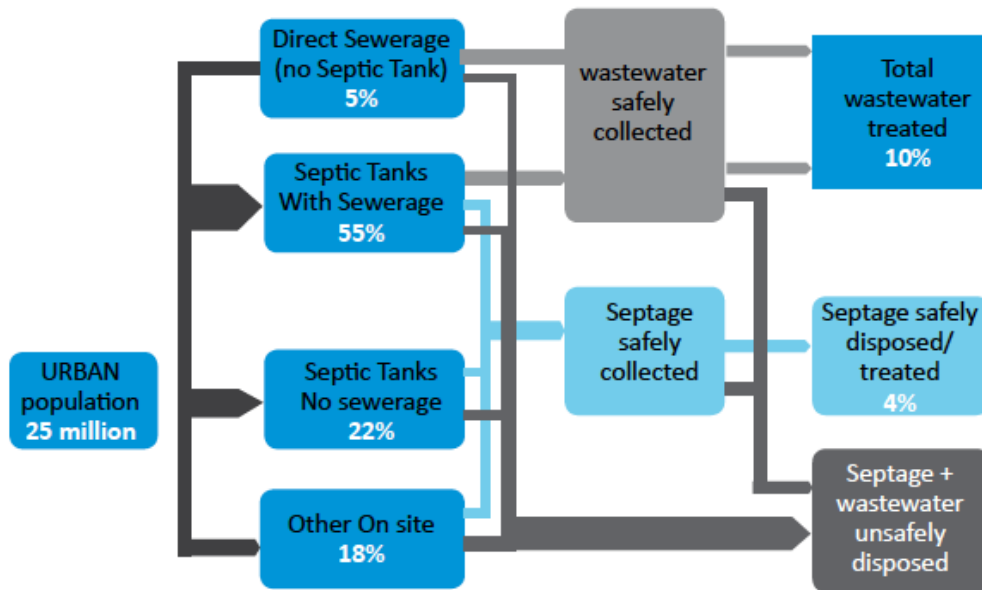 Direct Sewerage
(no Septic Tank)
5%
wastewater
safely
collected
Total
wastewater
treated
10%
Septic Tanks
With Sewerage
55%
URBAN
population
25 million
Septic Tanks
No sewerage
22%
Septage
safely
collected
Septage safely
disposed/
treated
4%
Other On site
18%
Septage +
wastewater
unsafely
disposed